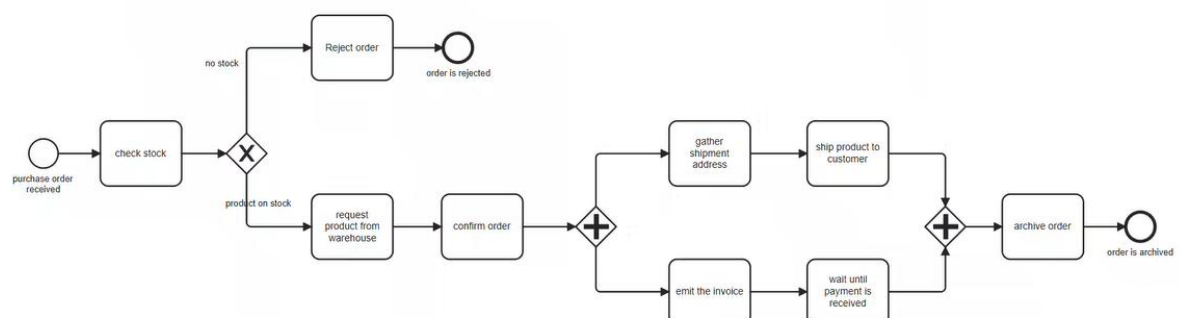 Reject order
no stock
order is rejected
check stock
purchase order
received
product on stock
request
product from
warehouse
confirm order
gather
shipment
address
ship product to
customer
emit the invoice
wait until
payment is
received
archive order
order is archived